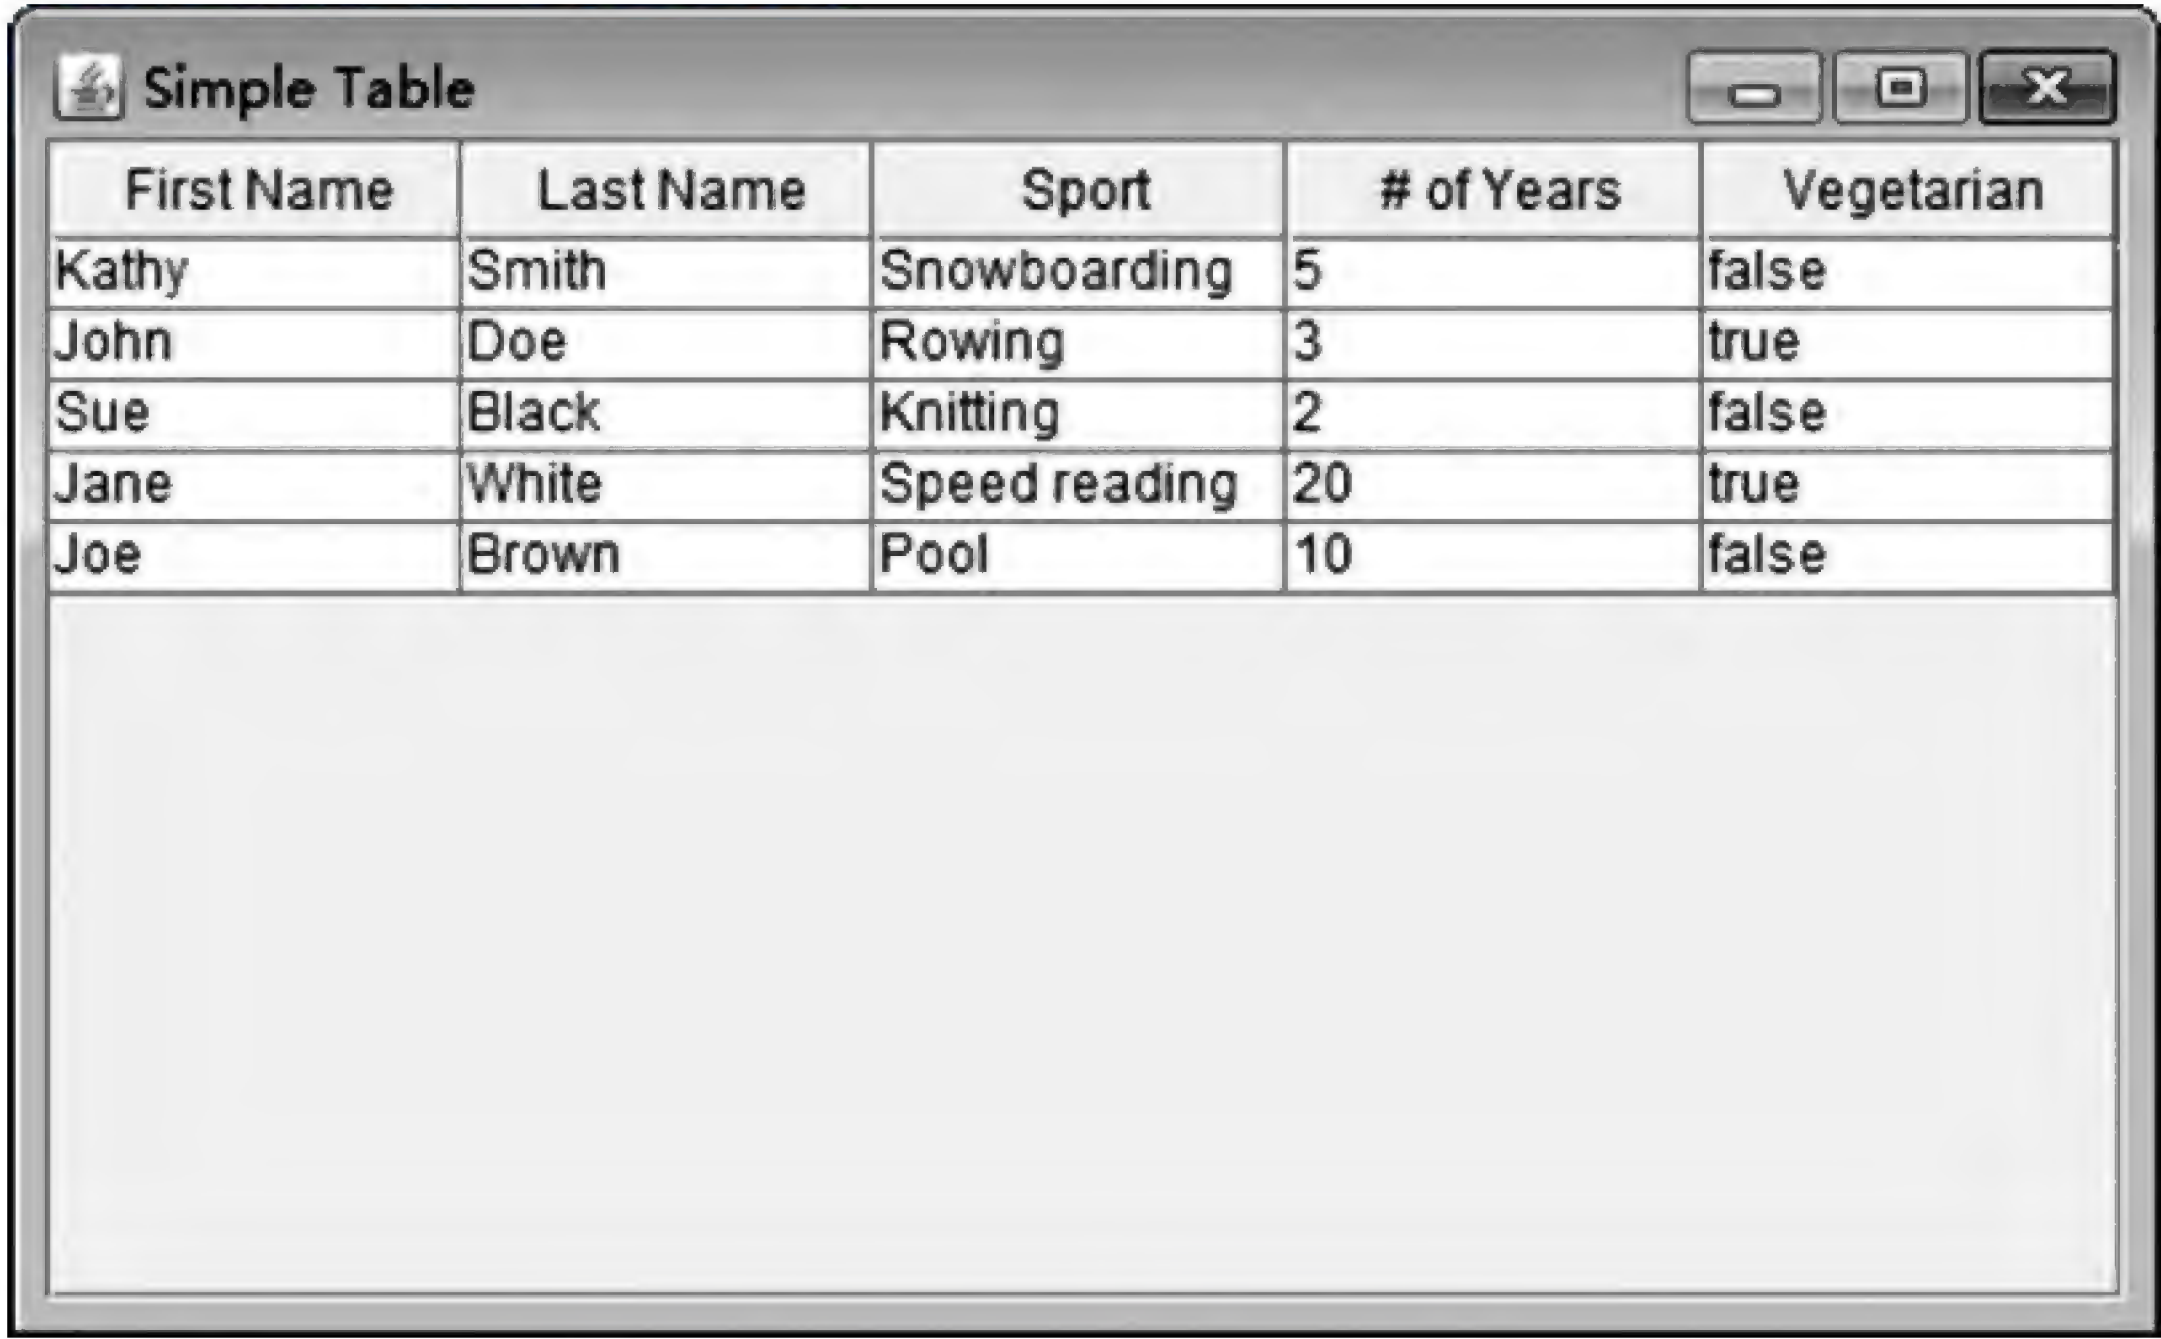 Simple Table
First Name Last Name Sport # of Years Vegetarian
Kathy Smith Snowboarding 5 false
John Doe Rowing 3 true
Sue Black Knitting 2 false
Jane White Speed reading 20 true
Joe Brown Pool 10 false